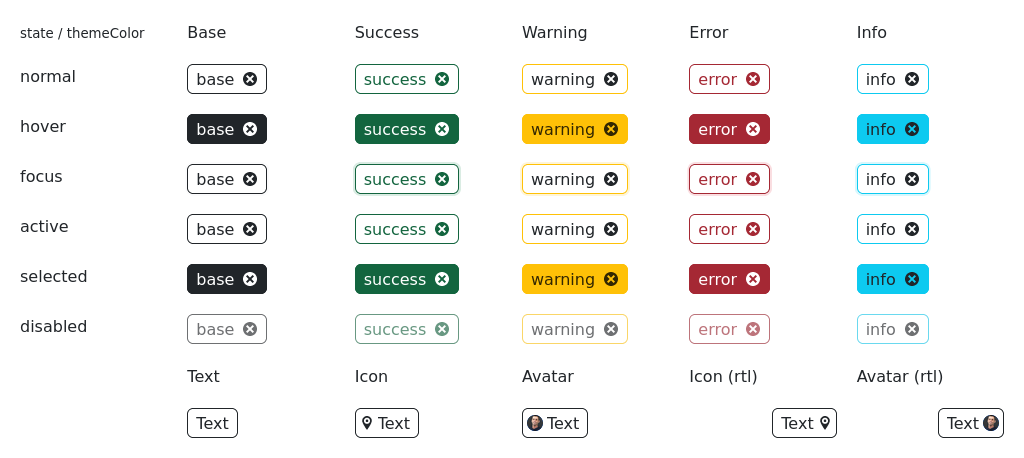 state / themeColor Base Success Warning Error Info
normal base success warning error info
hover base success warning error info
focus base success warning error info
active base success warning error info
selected base success warning error info
disabled base success warning error info
Text Icon Avatar Icon (rtl) Avatar (rtl)
Text Text Text Text Text